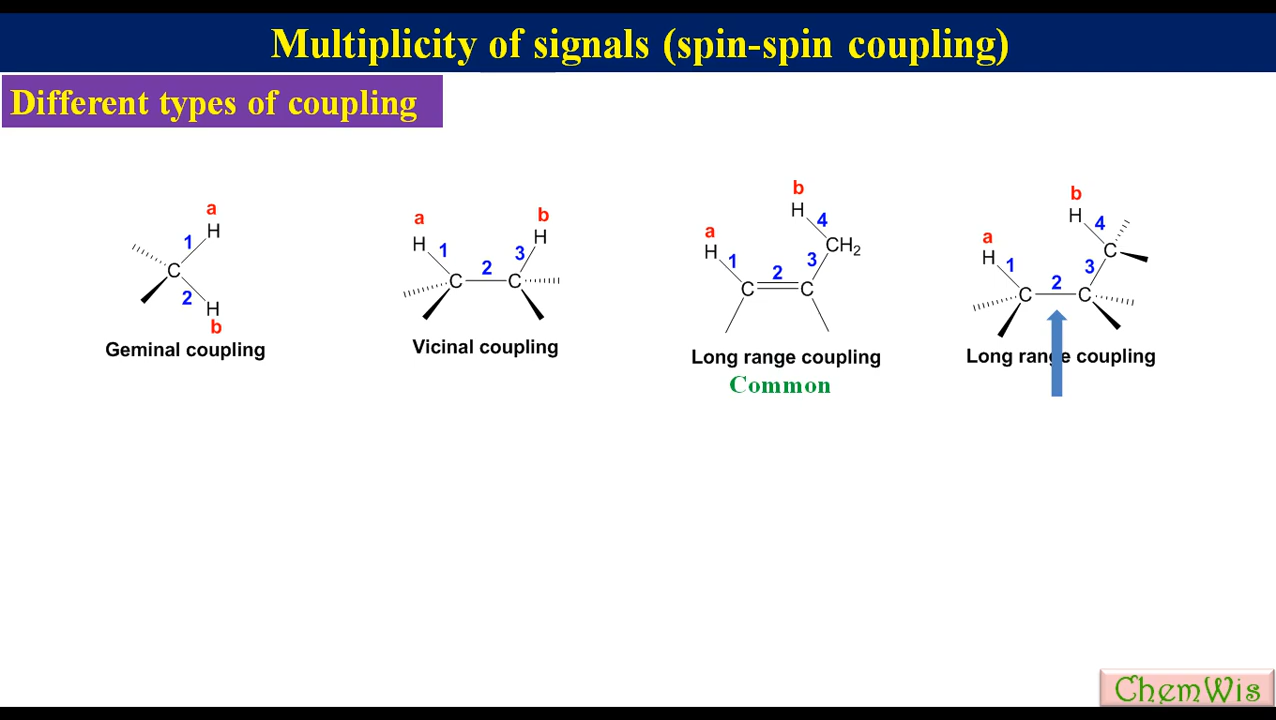 Multiplicity of signals (spin-spin coupling)
Different types of coupling
a
H
1
C
2
H
b
Geminal coupling
a
b
H
H
1
2
3
C
C
Vicinal coupling
b
H
4
a
H
CH2
1
2
3
C
C
Long range coupling
Common
b
H
4
a
H
C
1
2
3
C
C
Long range coupling
ChemWis